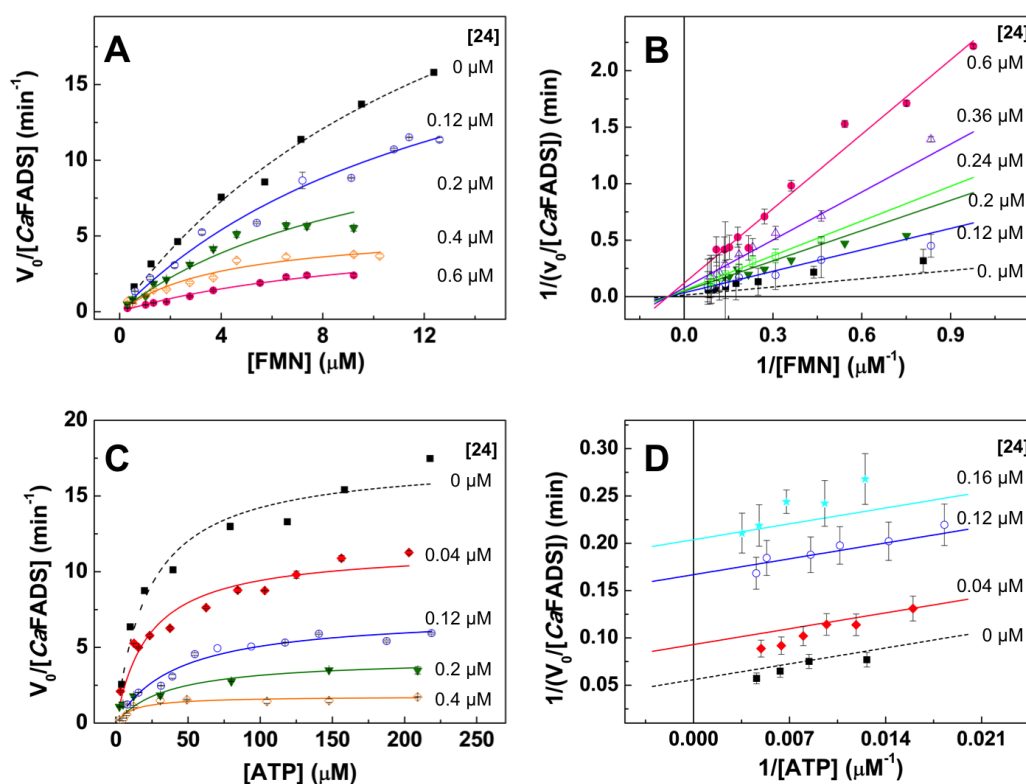 A
[24]
0 µM
0.12 µM
0.2 µM
0.4 µM
0.6 µM
V0/[CaFADS] (min-1)
15
10
5
0
0
4
8
12
[FMN] (µM)
B
[24]
0.6 µM
0.36 µM
0.24 µM
0.2 µM
0.12 µM
0. µM
1/(v0/[CaFADS]) (min)
2.0
1.5
1.0
0.5
0.0
0.0
0.3
0.6
0.9
1/[FMN] (µM-1)
C
[24]
0 µM
0.04 µM
0.12 µM
0.2 µM
0.4 µM
V0/[CaFADS] (min-1)
20
15
10
5
0
0
50
100
150
200
250
[ATP] (µM)
D
[24]
0.16 µM
0.12 µM
0.04 µM
0 µM
1/(V0/[CaFADS]) (min)
0.30
0.25
0.20
0.15
0.10
0.05
0.000
0.007
0.014
0.021
1/[ATP] (µM-1)